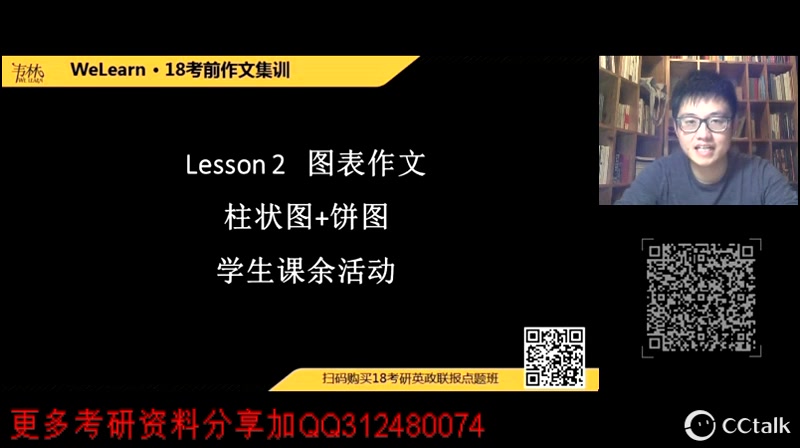 韦林
WE LEARN
WeLearn · 18考前作文集训
Lesson 2 图表作文
柱状图+饼图
学生课余活动
扫码购买18考研英政联报点题班
更多考研资料分享加QQ312480074
CCtalk